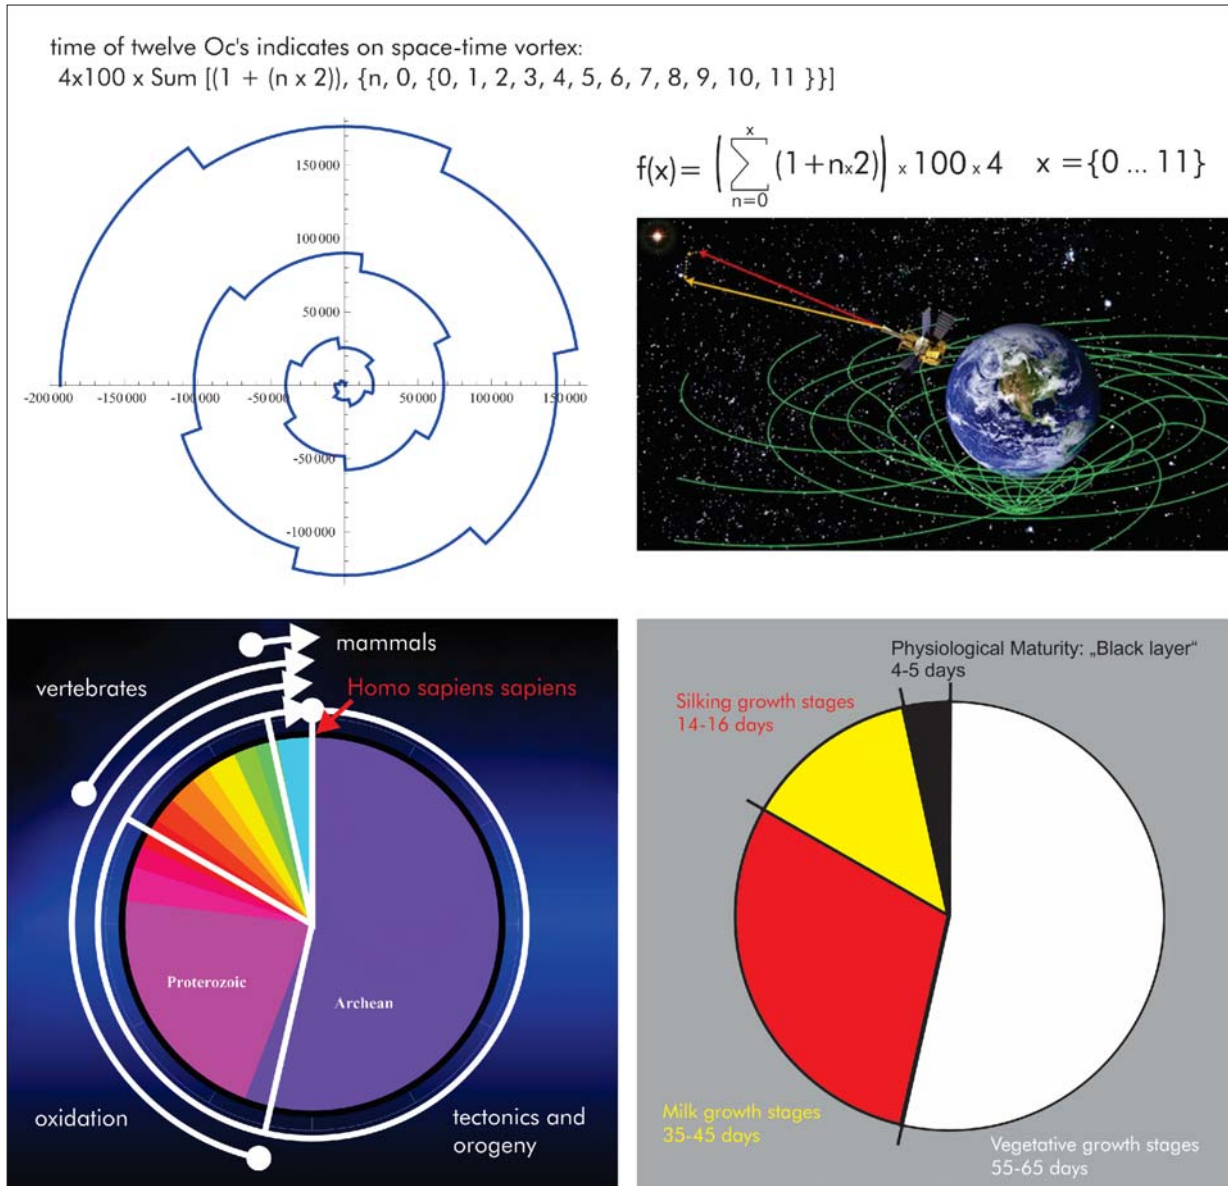 time of twelve Oc's indicates on space-time vortex:
4x100 x Sum [(1 + (n x 2)), {n, 0, {0, 1, 2, 3, 4, 5, 6, 7, 8, 9, 10, 11 }}]
150 000
100 000
50 000
-200 000 -150 000 -100 000 -50 000 50 000 100 000 150 000
-50 000
-100 000
x
f(x)= ( ∑ (1+nx2)) x 100 x 4 x ={0 ... 11}
n=0
mammals
vertebrates
Homo sapiens sapiens
Proterozoic
Archean
oxidation
tectonics and
orogeny
Physiological Maturity: „Black layer“
4-5 days
Silking growth stages
14-16 days
Milk growth stages
35-45 days
Vegetative growth stages
55-65 days